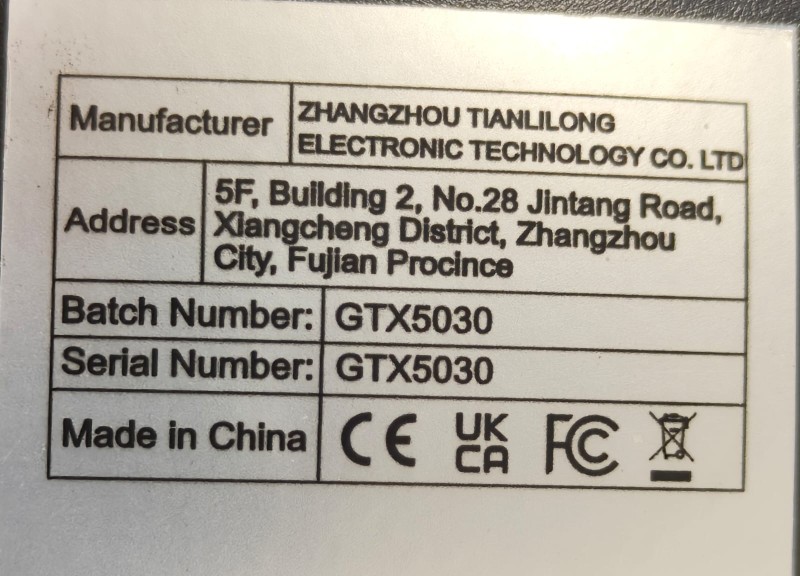 Manufacturer
ZHANGZHOU TIANLILONG
ELECTRONIC TECHNOLOGY CO. LTD
Address
5F, Building 2, No.28 Jintang Road,
Xlangcheng District, Zhangzhou
City, Fujian Procince
Batch Number: GTX5030
Serial Number: GTX5030
Made in China CE UK CA FC